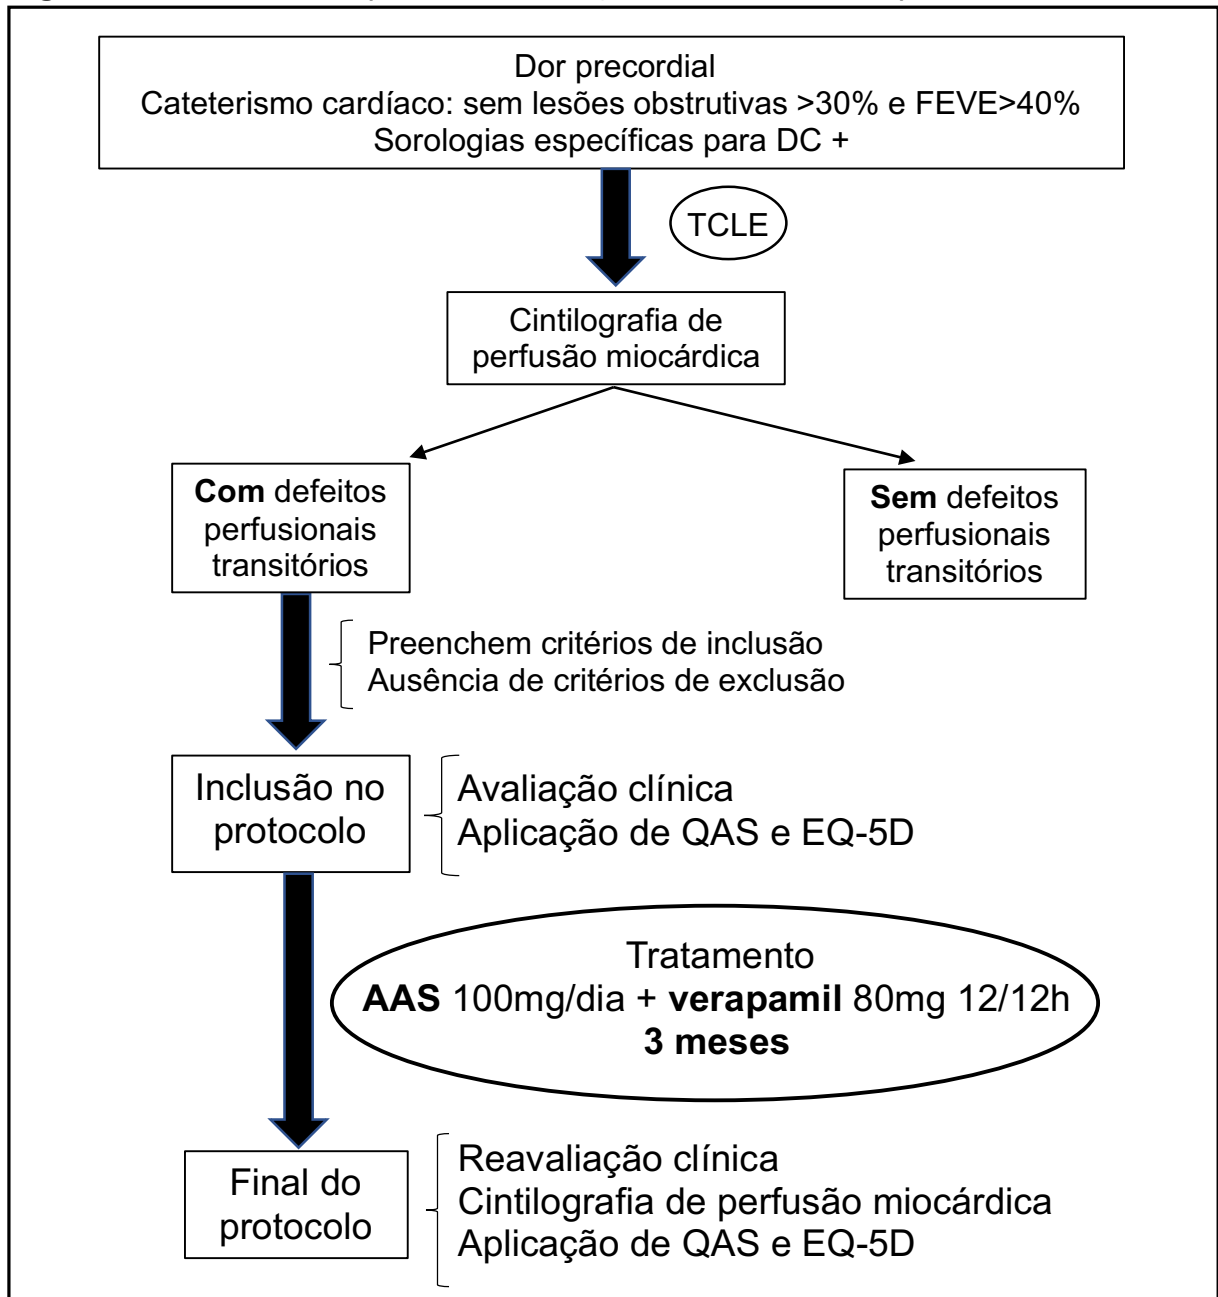 Dor precordial
Cateterismo cardíaco: sem lesões obstrutivas >30% e FEVE>40%
Sorologias específicas para DC +
TCLE
Cintilografia de
perfusão miocárdica
Com defeitos
perfusionais
transitórios
Sem defeitos
perfusionais
transitórios
Preenchem critérios de inclusão
Ausência de critérios de exclusão
Inclusão no
protocolo
Avaliação clínica
Aplicação de QAS e EQ-5D
Tratamento
AAS 100mg/dia + verapamil 80mg 12/12h
3 meses
Final do
protocolo
Reavaliação clínica
Cintilografia de perfusão miocárdica
Aplicação de QAS e EQ-5D